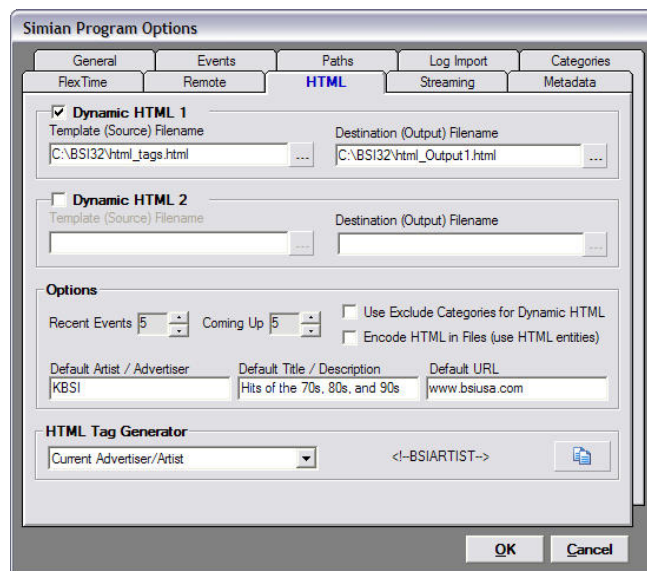 Simian Program Options
General Events Paths Log Import Categories
FlexTime Remote HTML Streaming Metadata
Dynamic HTML 1
Template (Source) Filename Destination (Output) Filename
C:\BSI32\html_tags.html ... C:\BSI32\html_Output1.html ...
Dynamic HTML 2
Template (Source) Filename Destination (Output) Filename
... ...
Options
Recent Events 5 Coming Up 5 Use Exclude Categories for Dynamic HTML
Encode HTML in Files (use HTML entities)
Default Artist / Advertiser Default Title / Description Default URL
KBSI Hits of the 70s, 80s, and 90s www.bsiusa.com
HTML Tag Generator
Current Advertiser/Artist <!--BSIARTIST-->
OK Cancel